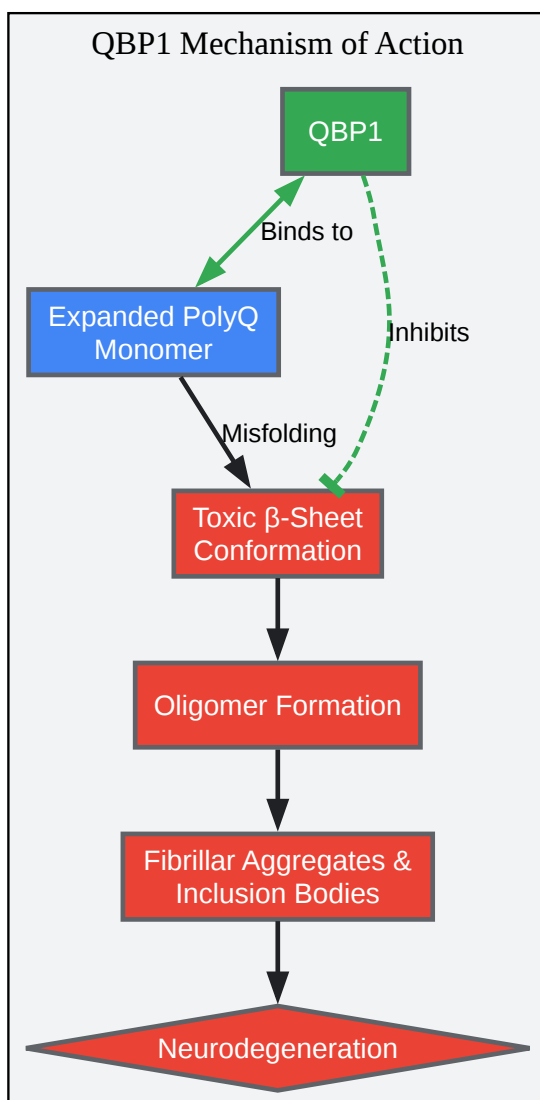 QBP1 Mechanism of Action
QBP1
Binds to
Expanded PolyQ
Monomer
Inhibits
Misfolding
Toxic β-Sheet
Conformation
Oligomer Formation
Fibrillar Aggregates &
Inclusion Bodies
Neurodegeneration